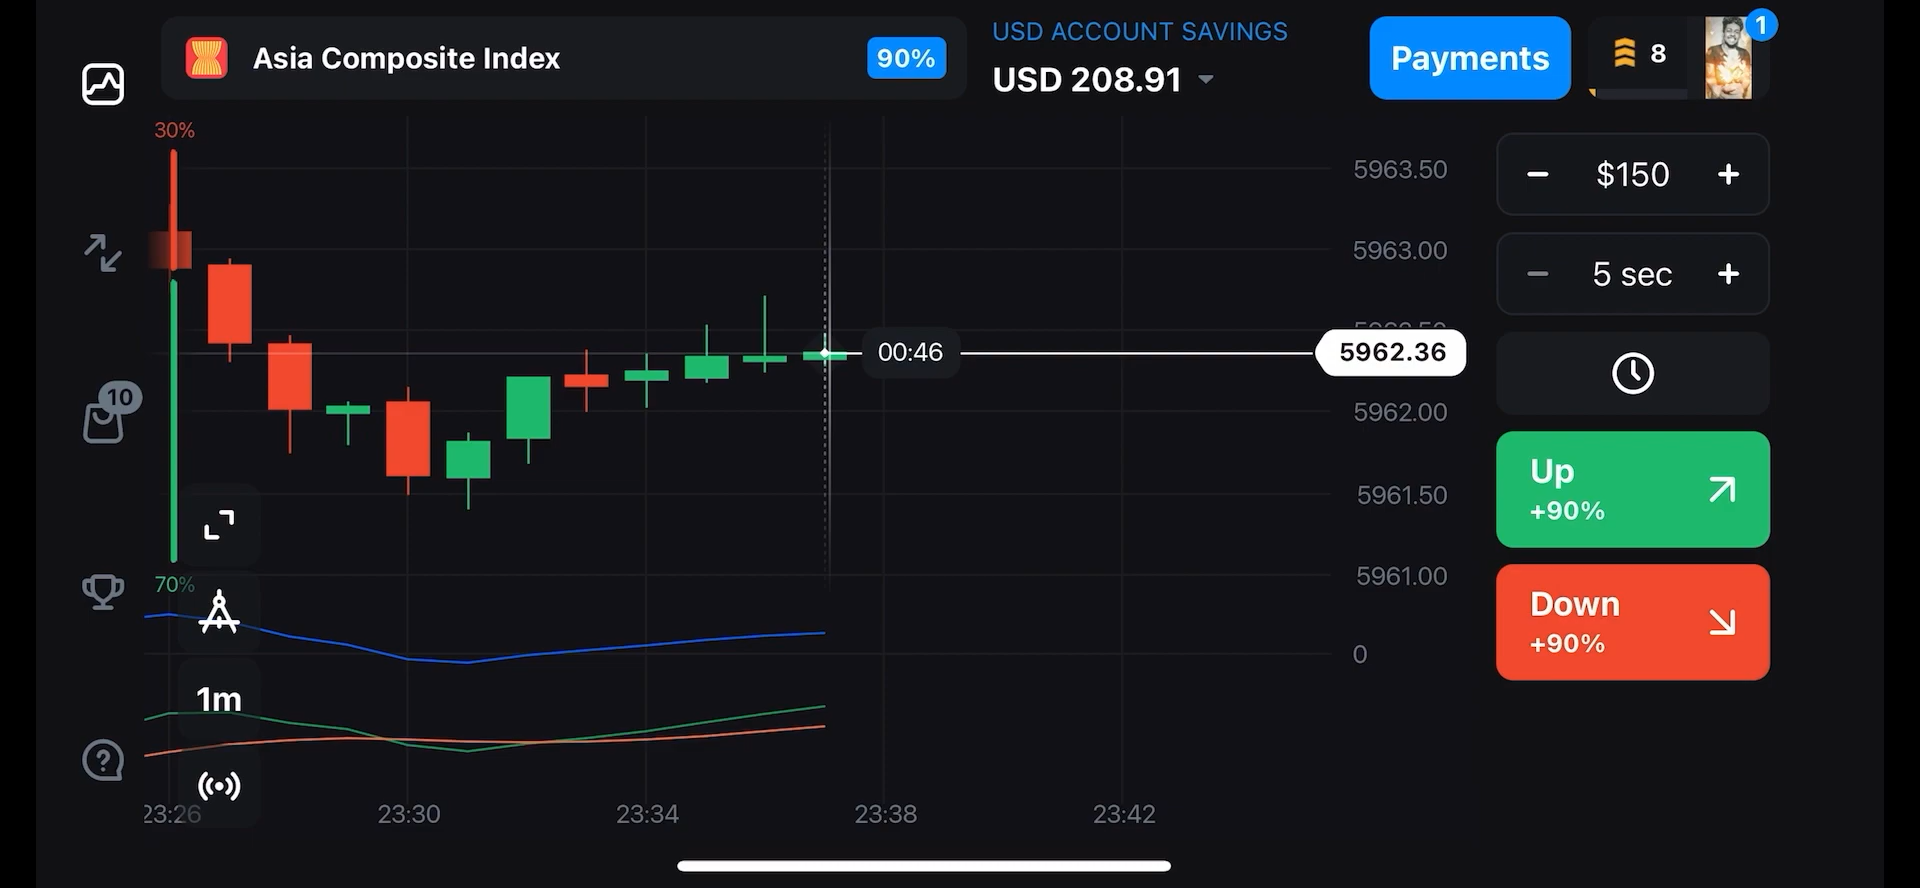 Asia Composite Index
90%
USD ACCOUNT SAVINGS
USD 208.91
Payments
8
1
30%
5963.50
$150
5963.00
5 sec
00:46
5962.36
10
5962.00
Up
+90%
5961.50
70%
5961.00
Down
+90%
0
1m
23:26
23:30
23:34
23:38
23:42